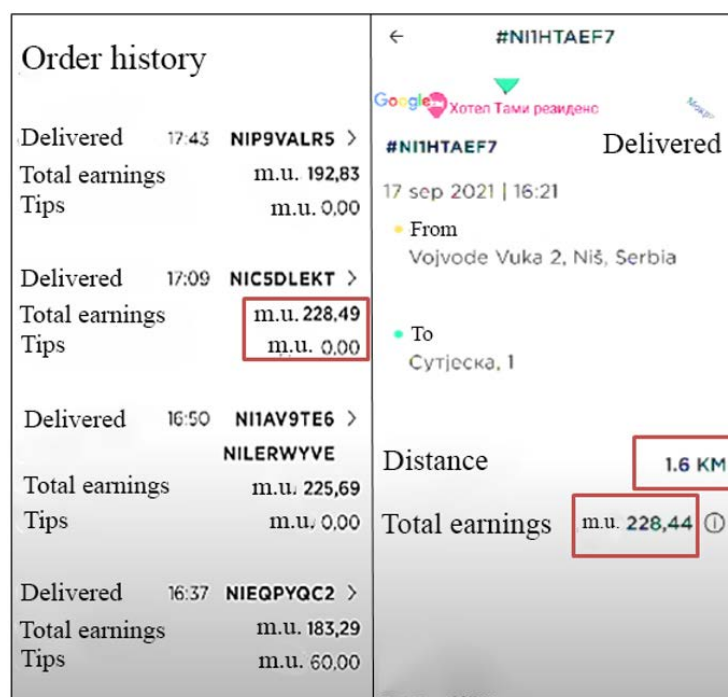 Order history
Delivered 17:43 NIP9VALR5 >
Total earnings m.u. 192,83
Tips m.u. 0,00
Delivered 17:09 NIC5DLEKT >
Total earnings m.u. 228,49
Tips m.u. 0,00
Delivered 16:50 NI1AV9TE6 >
NILERWYVE
Total earnings m.u. 225,69
Tips m.u. 0,00
Delivered 16:37 NIEQPYQC2 >
Total earnings m.u. 183,29
Tips m.u. 60,00
← #NI1HTAEF7
Google
Хотел Тами резиденс
#NI1HTAEF7 Delivered
17 sep 2021 | 16:21
From
Vojvode Vuka 2, Niš, Serbia
To
Сутјеска, 1
Distance 1.6 KM
Total earnings m.u. 228,44